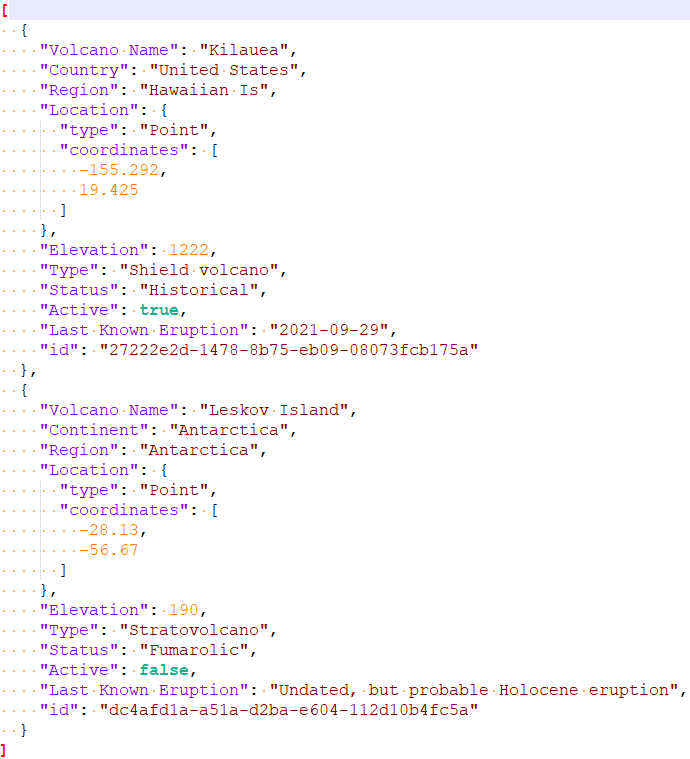 [
  {
    "Volcano Name": "Kilauea",
    "Country": "United States",
    "Region": "Hawaiian Is",
    "Location": {
      "type": "Point",
      "coordinates": [
        -155.292,
        19.425
      ]
    },
    "Elevation": 1222,
    "Type": "Shield volcano",
    "Status": "Historical",
    "Active": true,
    "Last Known Eruption": "2021-09-29",
    "id": "27222e2d-1478-8b75-eb09-08073fcb175a"
  },
  {
    "Volcano Name": "Leskov Island",
    "Continent": "Antarctica",
    "Region": "Antarctica",
    "Location": {
      "type": "Point",
      "coordinates": [
        -28.13,
        -56.67
      ]
    },
    "Elevation": 190,
    "Type": "Stratovolcano",
    "Status": "Fumarolic",
    "Active": false,
    "Last Known Eruption": "Undated, but probable Holocene eruption",
    "id": "dc4afd1a-a51a-d2ba-e604-112d10b4fc5a"
  }
]